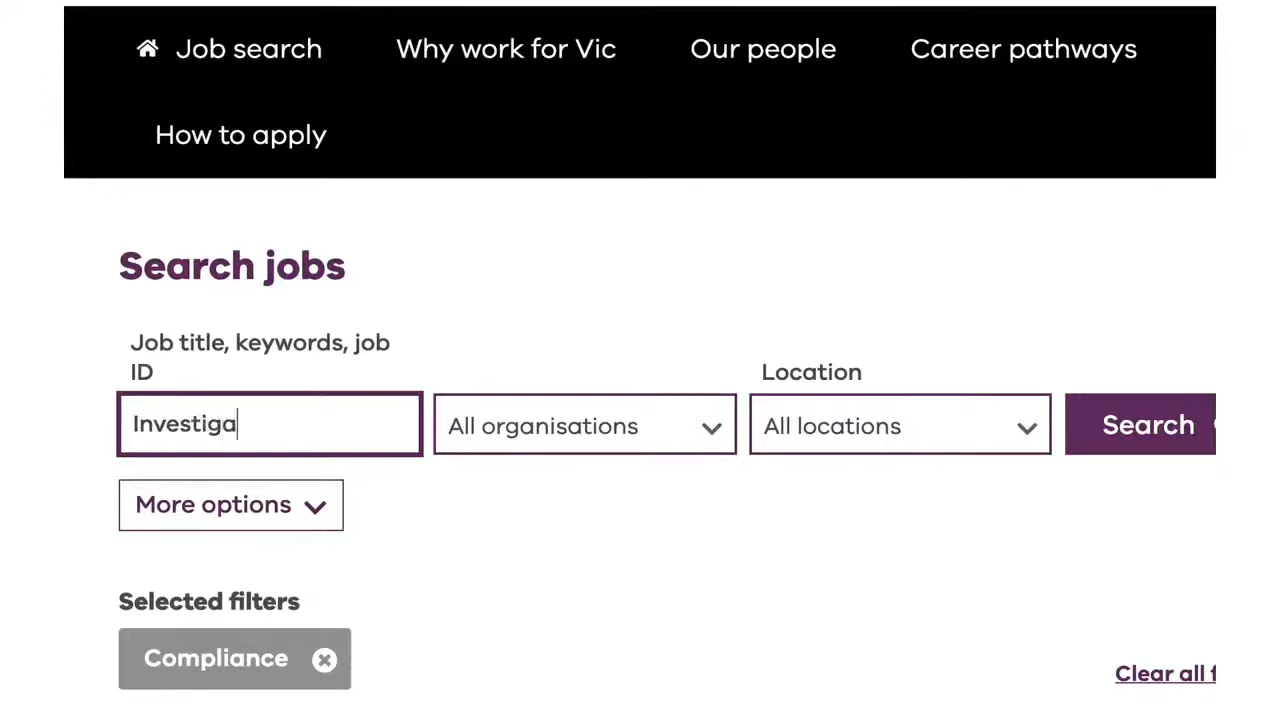 Job search Why work for Vic Our people Career pathways
How to apply
Search jobs
Job title, keywords, job
ID
Location
Investiga
All organisations
All locations
Search
More options
Selected filters
Compliance
Clear all f